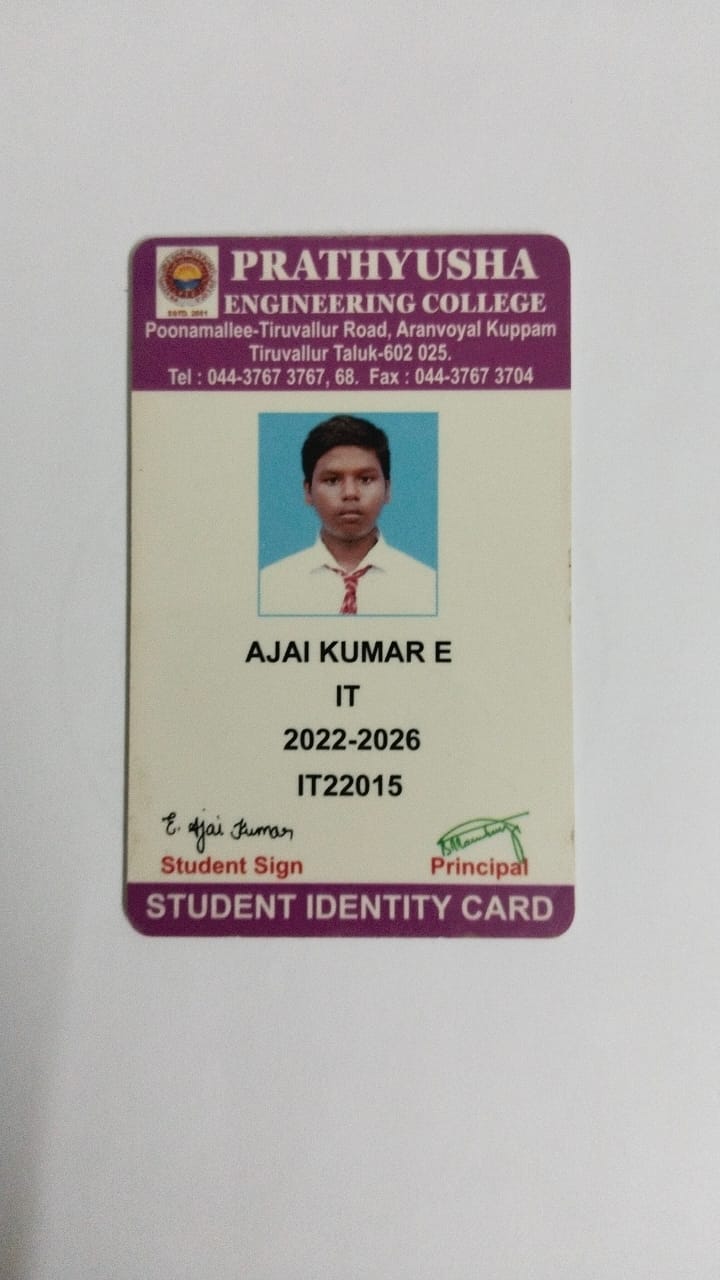 PRATHYUSHA
ENGINEERING COLLEGE
ESTD. 2001
Poonamallee-Tiruvallur Road, Aranvoyal Kuppam
Tiruvallur Taluk-602 025.
Tel : 044-3767 3767, 68. Fax : 044-3767 3704
AJAI KUMAR E
IT
2022-2026
IT22015
E. Ajai Kumar
Student Sign Principal
STUDENT IDENTITY CARD